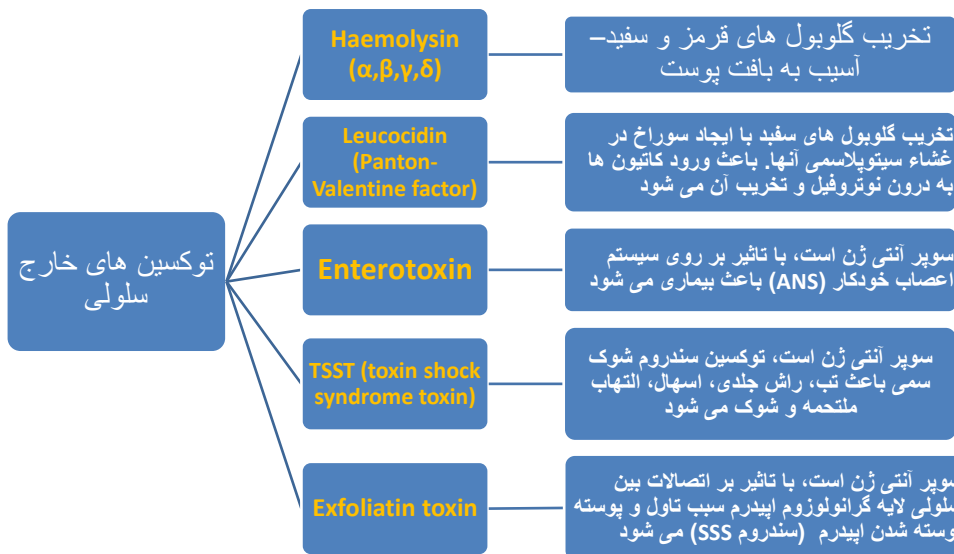 توکسین های خارج
سلولی
Haemolysin
(α,β,γ,δ)
تخریب گلوبول های قرمز و سفید–
آسیب به بافت پوست
Leucocidin
(Panton-
Valentine factor)
تخریب گلوبول های سفید با ایجاد سوراخ در
غشاء سیتوپلاسمی آنها. باعث ورود کاتیون ها
به درون نوتروفیل و تخریب آن می شود
Enterotoxin
سوپر آنتی ژن است، با تاثیر بر روی سیستم
اعصاب خودکار (ANS) باعث بیماری می شود
TSST (toxin shock
syndrome toxin)
سوپر آنتی ژن است، توکسین سندروم شوک
سمی باعث تب، راش جلدی، اسهال، التهاب
ملتحمه و شوک می شود
Exfoliatin toxin
سوپر آنتی ژن است، با تاثیر بر اتصالات بین
سلولی لایه گرانولوزوم اپیدرم سبب تاول و پوسته
پوسته شدن اپیدرم (سندروم SSS) می شود